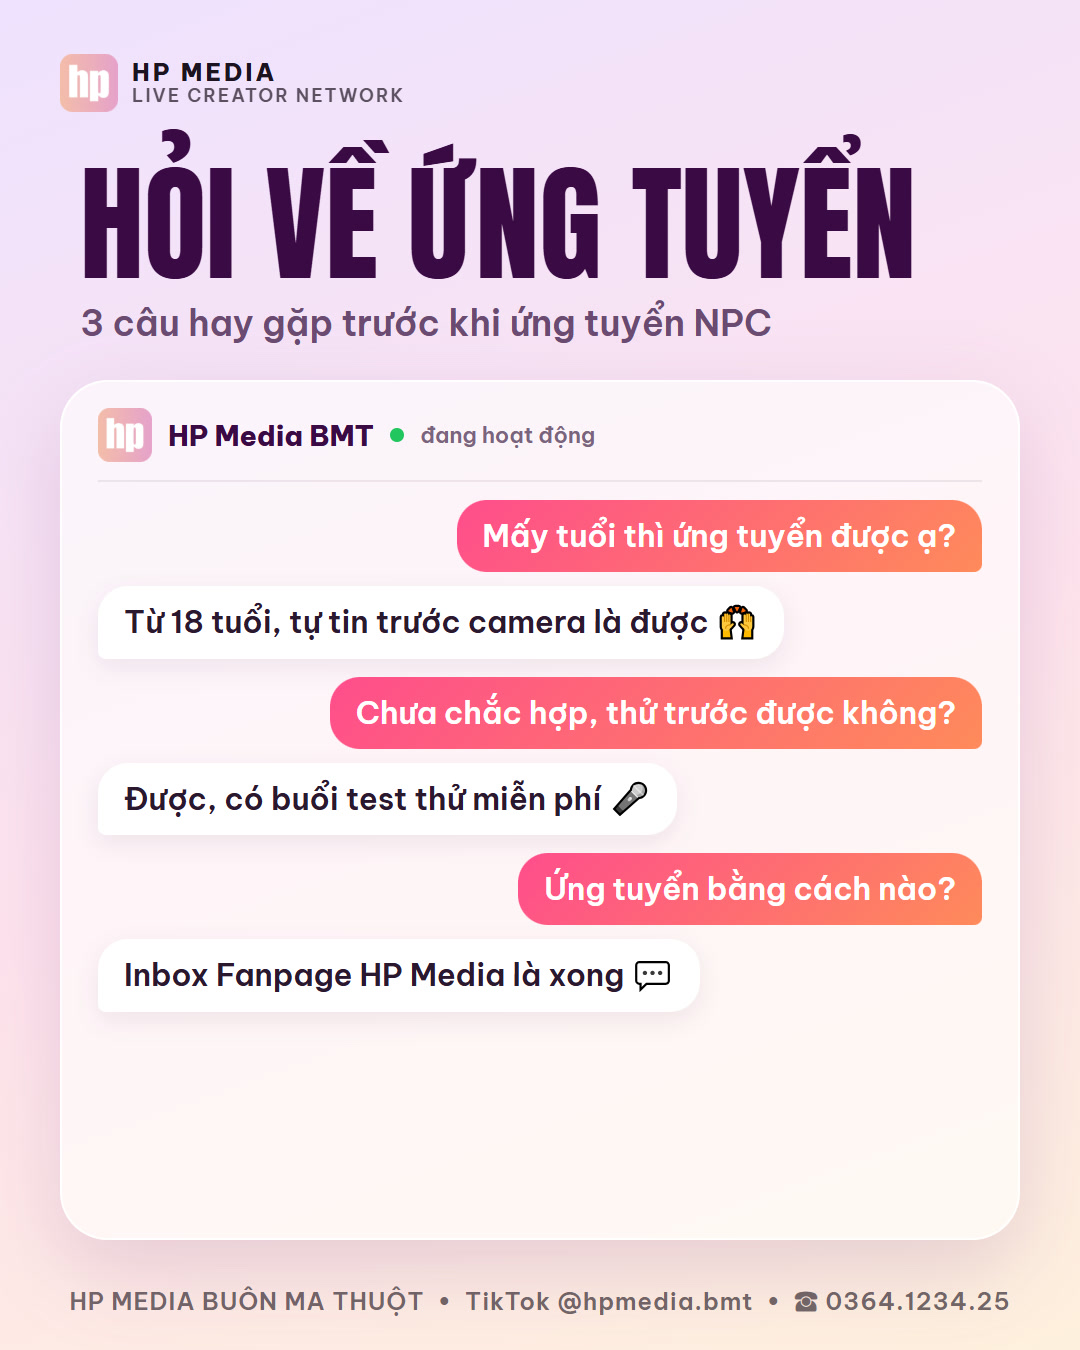 hp
HP MEDIA
LIVE CREATOR NETWORK
HỎI VỀ ỨNG TUYỂN
3 câu hay gặp trước khi ứng tuyển NPC
hp
HP Media BMT ● đang hoạt động
Mấy tuổi thì ứng tuyển được ạ?
Từ 18 tuổi, tự tin trước camera là được 🙌
Chưa chắc hợp, thử trước được không?
Được, có buổi test thử miễn phí 🎤
Ứng tuyển bằng cách nào?
Inbox Fanpage HP Media là xong 💬
HP MEDIA BUÔN MA THUỘT • TikTok @hpmedia.bmt • ☎ 0364.1234.25